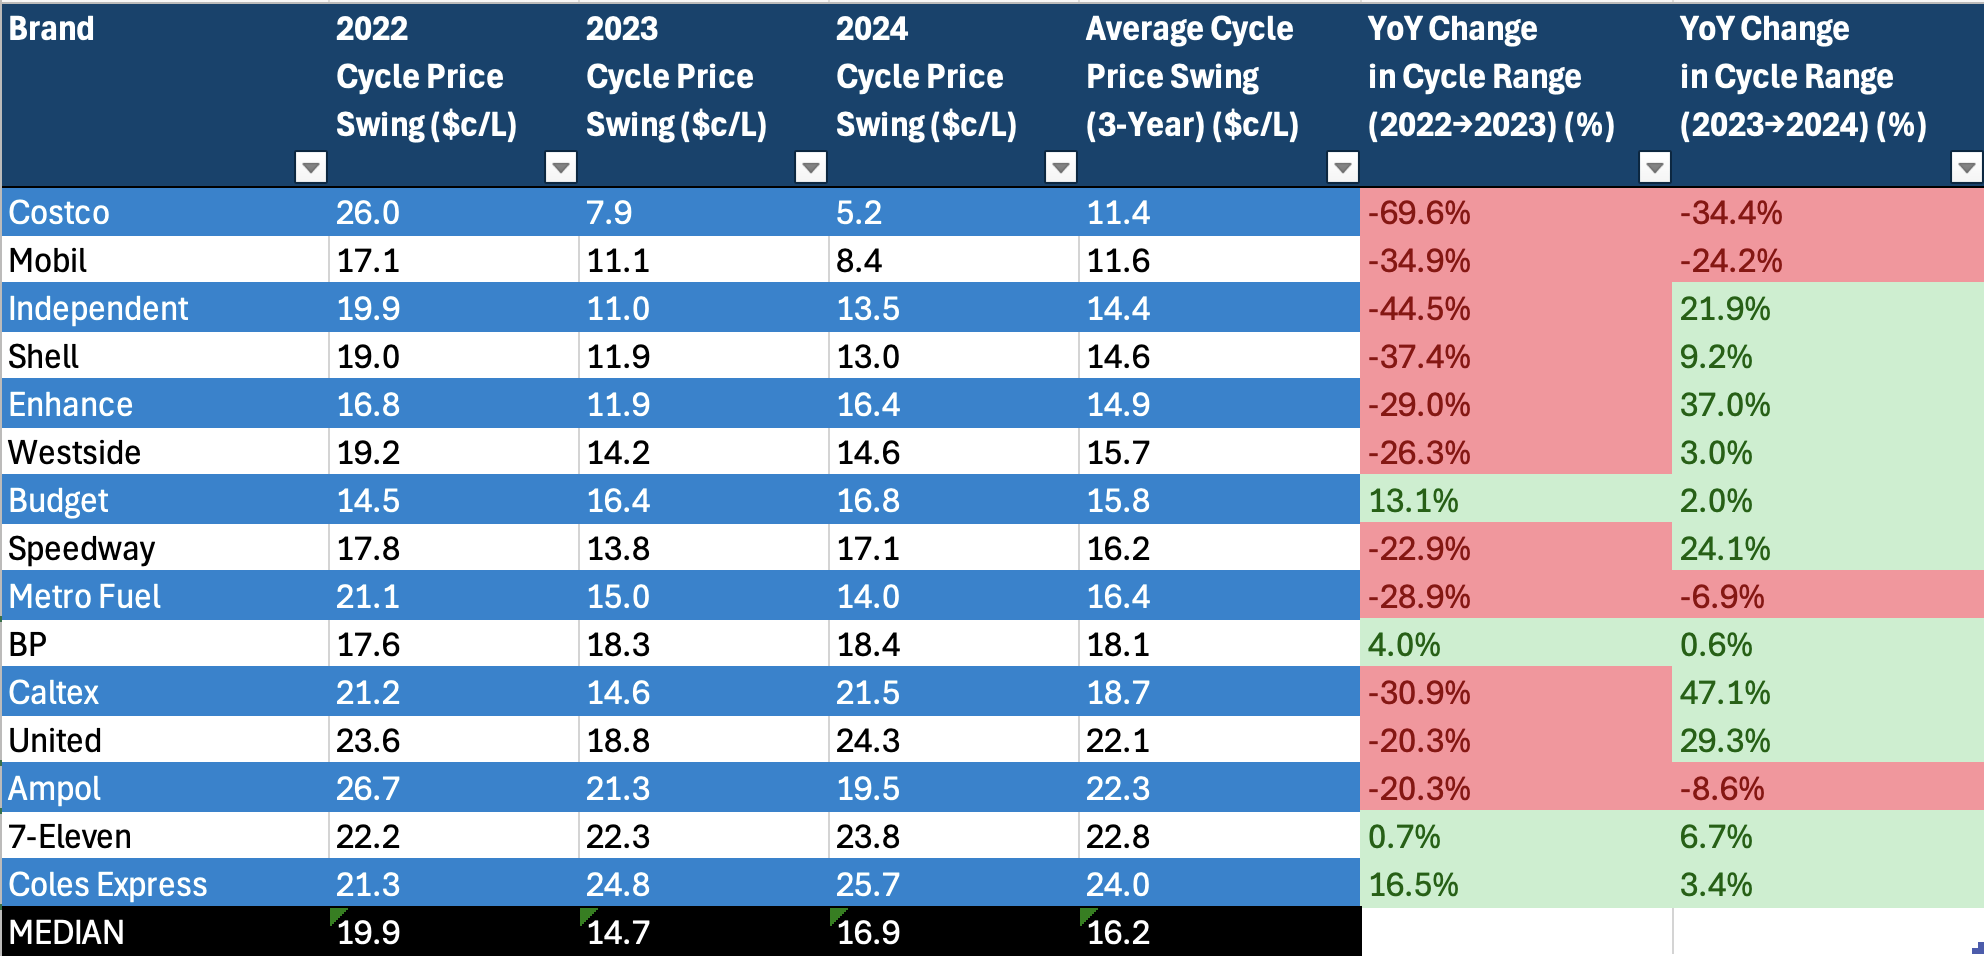 Brand | 2022 Cycle Price Swing ($c/L) | 2023 Cycle Price Swing ($c/L) | 2024 Cycle Price Swing ($c/L) | Average Cycle Price Swing (3-Year) ($c/L) | YoY Change in Cycle Range (2022→2023) (%) | YoY Change in Cycle Range (2023→2024) (%)
Costco 26.0 7.9 5.2 11.4 -69.6% -34.4%
Mobil 17.1 11.1 8.4 11.6 -34.9% -24.2%
Independent 19.9 11.0 13.5 14.4 -44.5% 21.9%
Shell 19.0 11.9 13.0 14.6 -37.4% 9.2%
Enhance 16.8 11.9 16.4 14.9 -29.0% 37.0%
Westside 19.2 14.2 14.6 15.7 -26.3% 3.0%
Budget 14.5 16.4 16.8 15.8 13.1% 2.0%
Speedway 17.8 13.8 17.1 16.2 -22.9% 24.1%
Metro Fuel 21.1 15.0 14.0 16.4 -28.9% -6.9%
BP 17.6 18.3 18.4 18.1 4.0% 0.6%
Caltex 21.2 14.6 21.5 18.7 -30.9% 47.1%
United 23.6 18.8 24.3 22.1 -20.3% 29.3%
Ampol 26.7 21.3 19.5 22.3 -20.3% -8.6%
7-Eleven 22.2 22.3 23.8 22.8 0.7% 6.7%
Coles Express 21.3 24.8 25.7 24.0 16.5% 3.4%
MEDIAN 19.9 14.7 16.9 16.2